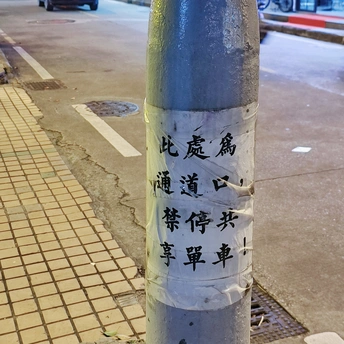 此處為
通道口，
禁停共
享單車！